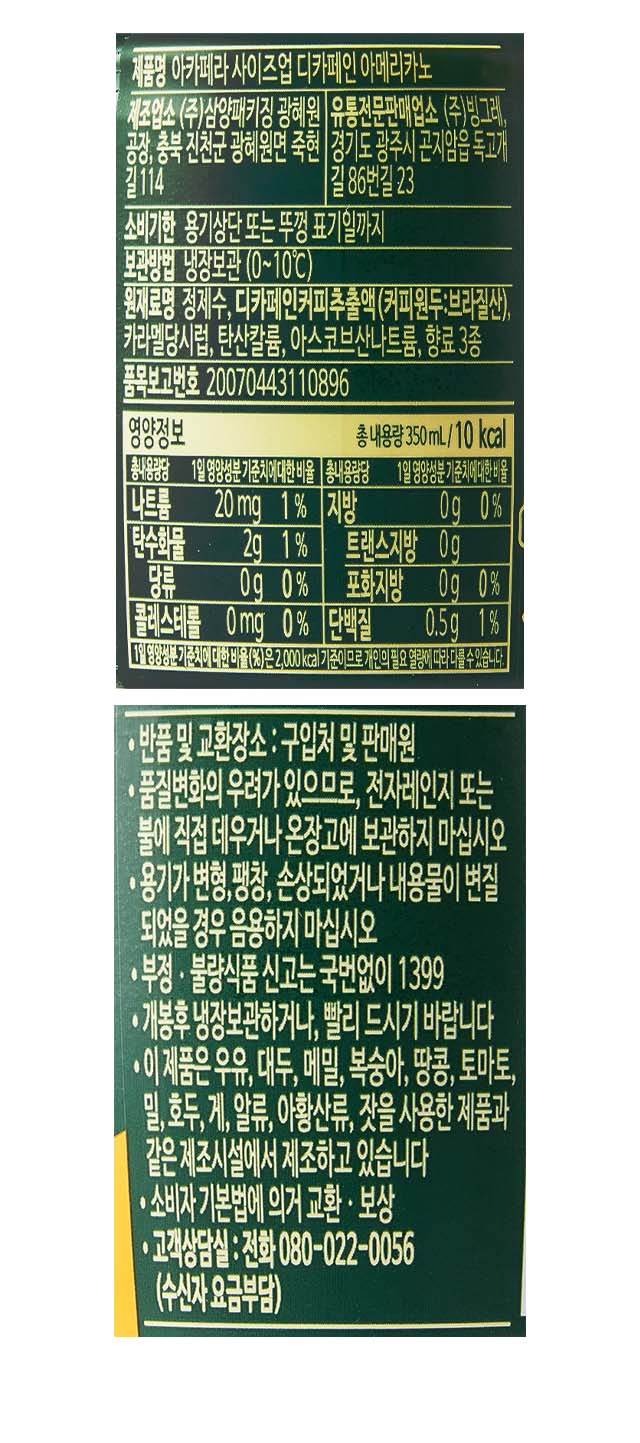 제품명 아카페라 사이즈업 디카페인 아메리카노
제조업소 (주)삼양패키징 광혜원
공장, 충북 진천군 광혜원면 죽현
길 114
유통전문판매업소 (주)빙그레,
경기도 광주시 곤지암읍 독고개
길 86번길 23
소비기한 용기상단 또는 뚜껑 표기일까지
보관방법 냉장보관 (0~10℃)
원재료명 정제수, 디카페인커피추출액(커피원두:브라질산),
카라멜당시럽, 탄산칼륨, 아스코브산나트륨, 향료 3종
품목보고번호 20070443110896
영양정보 총 내용량 350 mL / 10 kcal
총내용량당 1일 영양성분 기준치에 대한 비율 총내용량당 1일 영양성분 기준치에 대한 비율
나트륨 20 mg 1 % 지방 0 g 0 %
탄수화물 2 g 1 % 트랜스지방 0 g
당류 0 g 0 % 포화지방 0 g 0 %
콜레스테롤 0 mg 0 % 단백질 0.5 g 1 %
1일 영양성분 기준치에 대한 비율(%)은 2,000 kcal 기준이므로 개인의 필요 열량에 따라 다를 수 있습니다.
• 반품 및 교환장소 : 구입처 및 판매원
• 품질변화의 우려가 있으므로, 전자레인지 또는
불에 직접 데우거나 온장고에 보관하지 마십시오
• 용기가 변형, 팽창, 손상되었거나 내용물이 변질
되었을 경우 음용하지 마십시오
• 부정 · 불량식품 신고는 국번없이 1399
• 개봉후 냉장보관하거나, 빨리 드시기 바랍니다
• 이 제품은 우유, 대두, 메밀, 복숭아, 땅콩, 토마토,
밀, 호두, 게, 알류, 아황산류, 잣을 사용한 제품과
같은 제조시설에서 제조하고 있습니다
• 소비자 기본법에 의거 교환 · 보상
• 고객상담실 : 전화 080-022-0056
(수신자 요금부담)